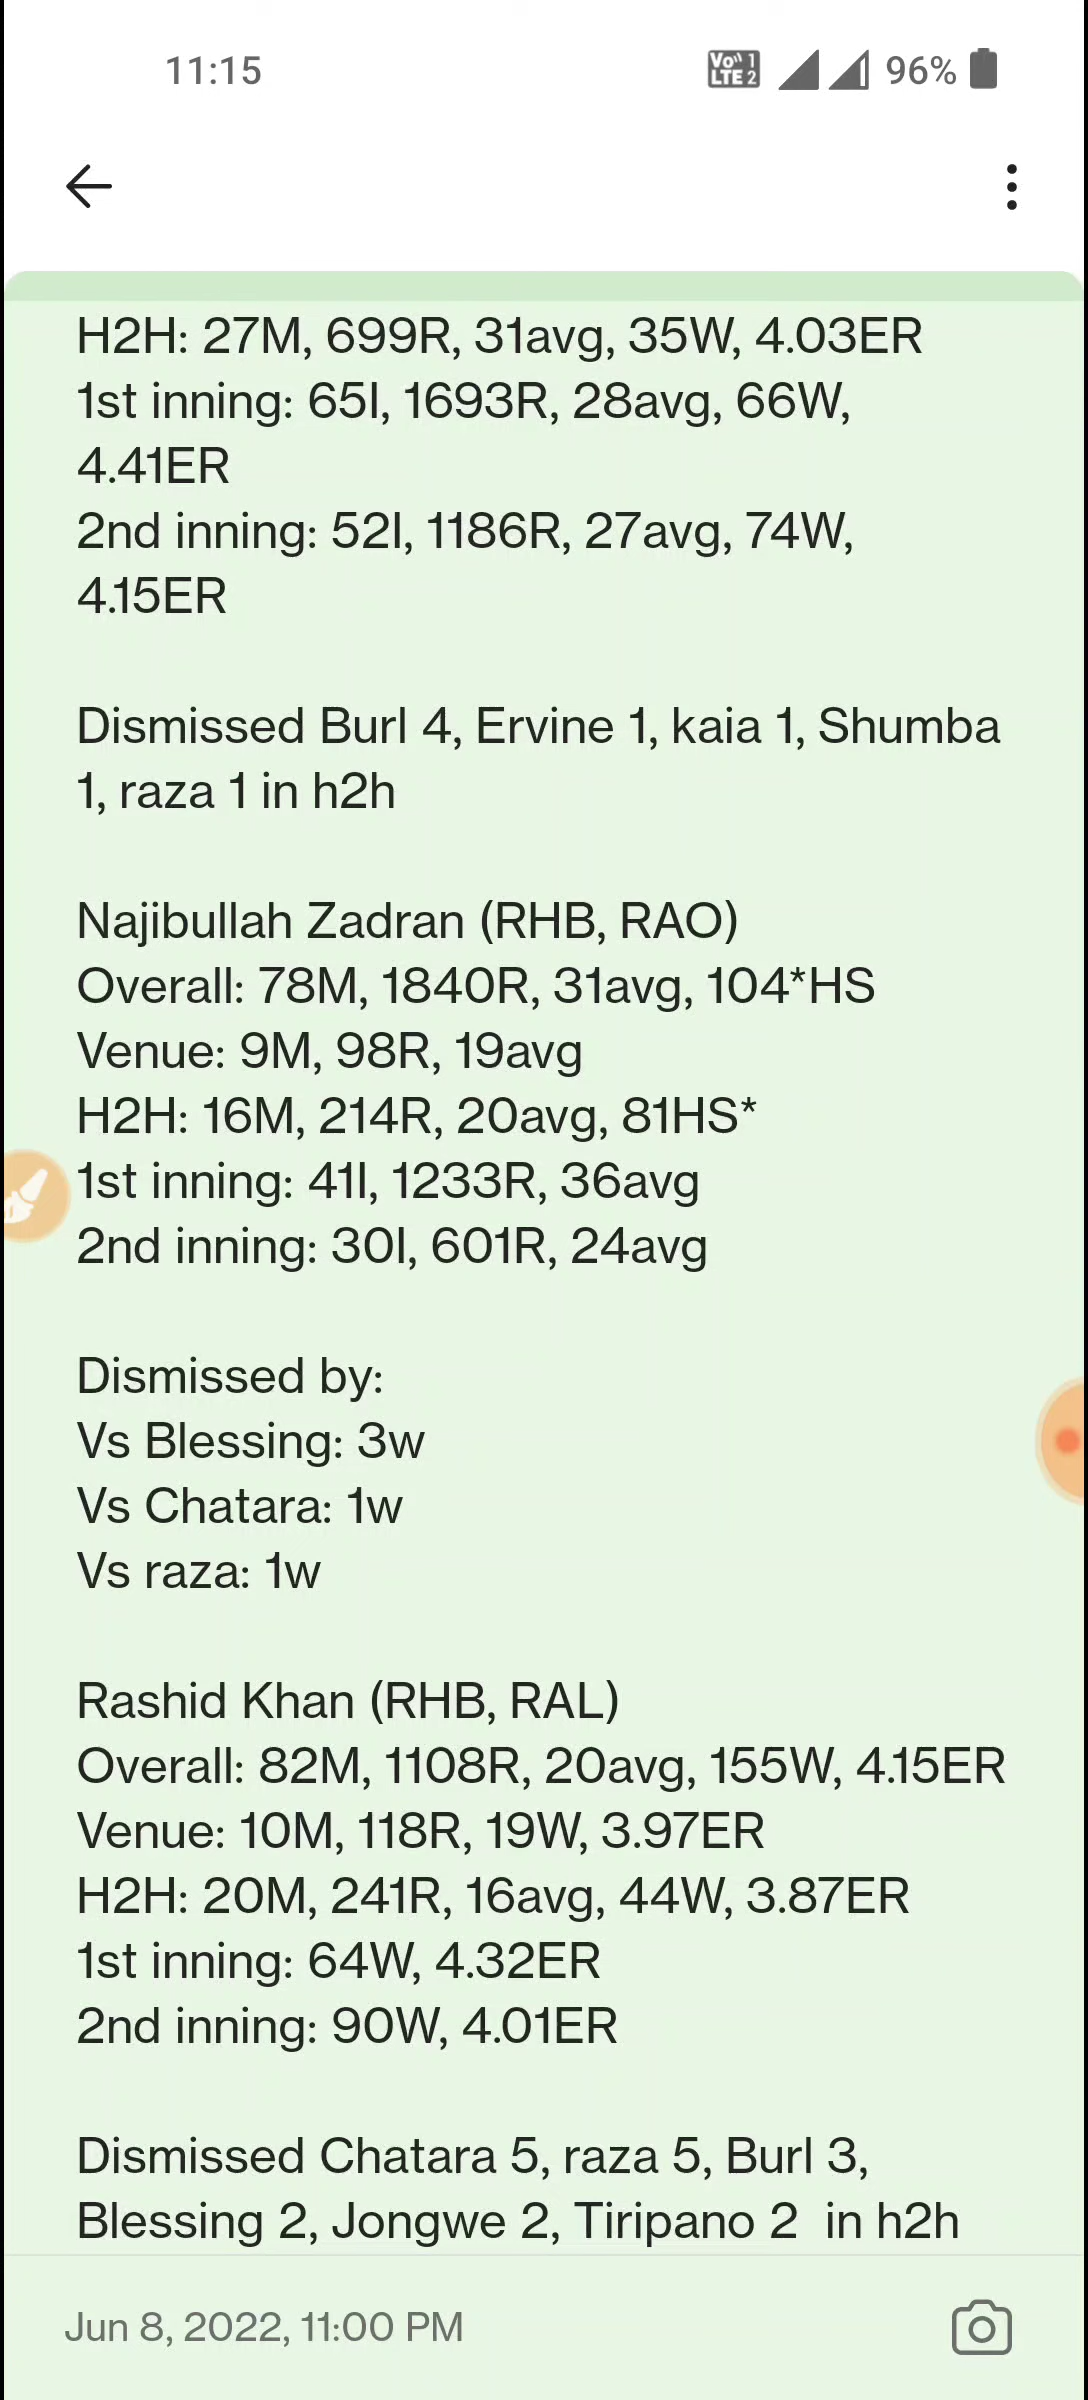 11:15
Vo)) 1
LTE 2
96%
H2H: 27M, 699R, 31avg, 35W, 4.03ER
1st inning: 65I, 1693R, 28avg, 66W,
4.41ER
2nd inning: 52I, 1186R, 27avg, 74W,
4.15ER
Dismissed Burl 4, Ervine 1, kaia 1, Shumba
1, raza 1 in h2h
Najibullah Zadran (RHB, RAO)
Overall: 78M, 1840R, 31avg, 104*HS
Venue: 9M, 98R, 19avg
H2H: 16M, 214R, 20avg, 81HS*
1st inning: 41I, 1233R, 36avg
2nd inning: 30I, 601R, 24avg
Dismissed by:
Vs Blessing: 3w
Vs Chatara: 1w
Vs raza: 1w
Rashid Khan (RHB, RAL)
Overall: 82M, 1108R, 20avg, 155W, 4.15ER
Venue: 10M, 118R, 19W, 3.97ER
H2H: 20M, 241R, 16avg, 44W, 3.87ER
1st inning: 64W, 4.32ER
2nd inning: 90W, 4.01ER
Dismissed Chatara 5, raza 5, Burl 3,
Blessing 2, Jongwe 2, Tiripano 2  in h2h
Jun 8, 2022, 11:00 PM